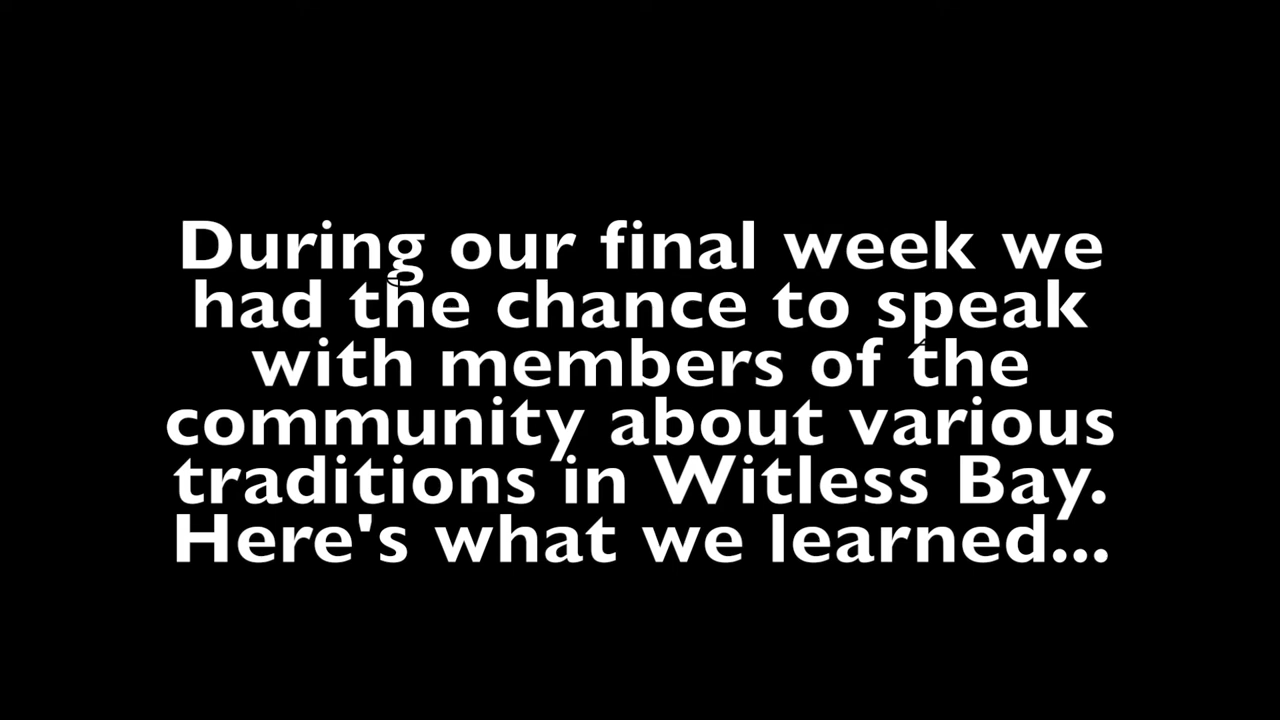 During our final week we
had the chance to speak
with members of the
community about various
traditions in Witless Bay.
Here's what we learned...